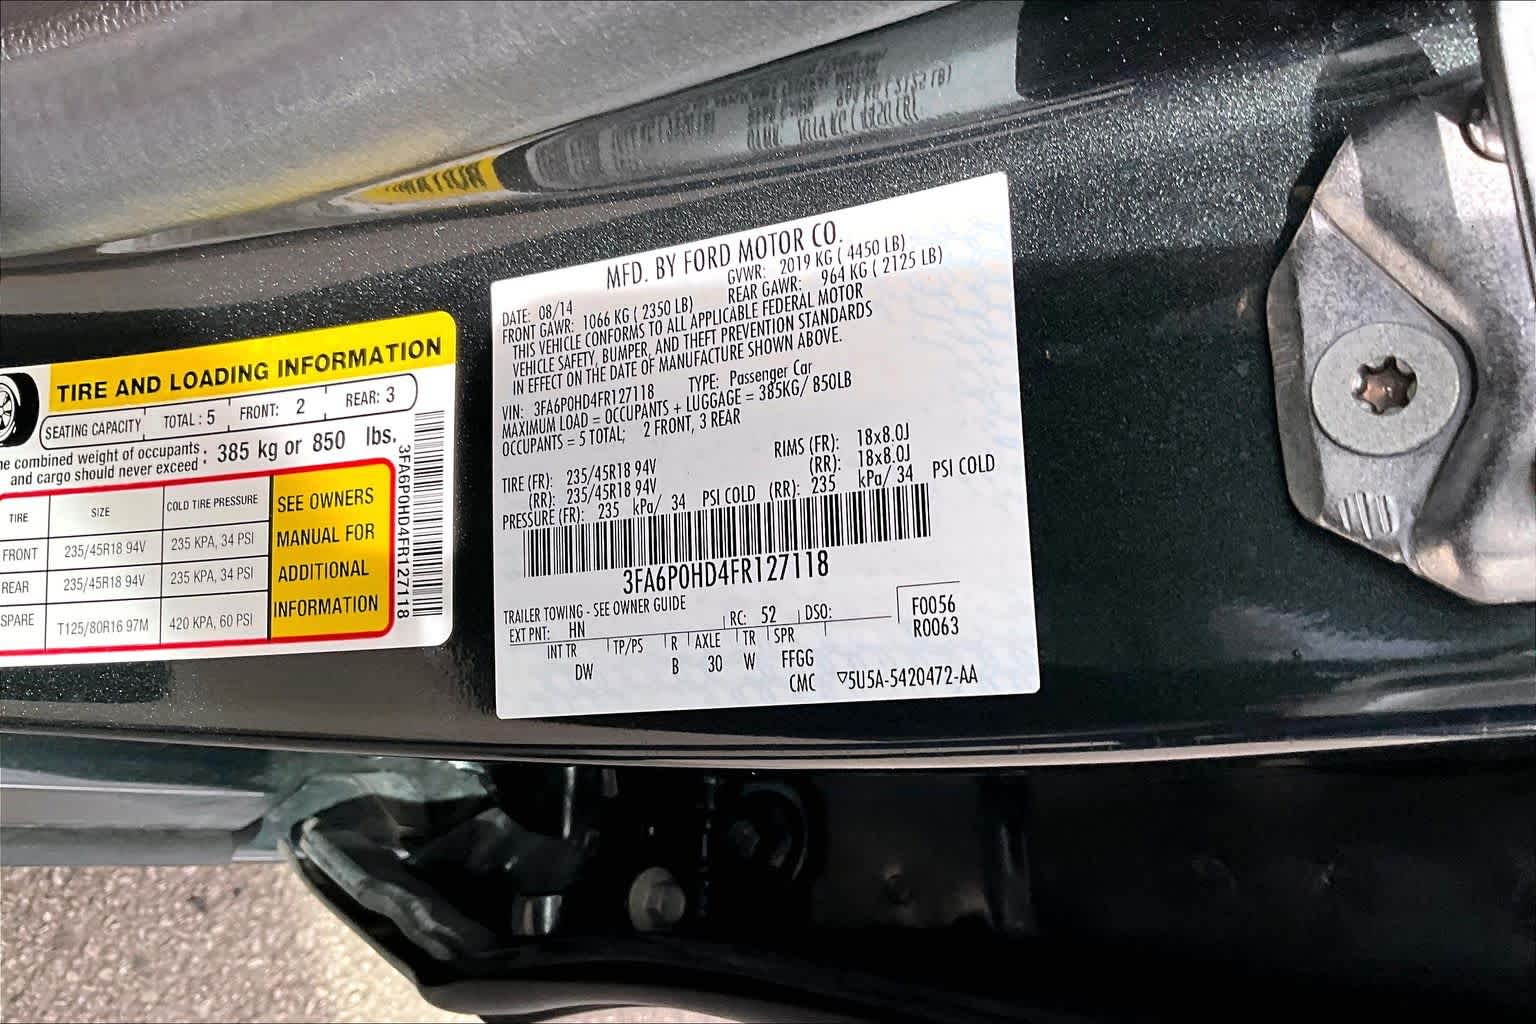 TIRE AND LOADING INFORMATION
SEATING CAPACITY TOTAL: 5 FRONT: 2 REAR: 3
combined weight of occupants
and cargo should never exceed : 385 kg or 850 lbs.
TIRE SIZE COLD TIRE PRESSURE
FRONT 235/45R18 94V 235 KPA, 34 PSI
REAR 235/45R18 94V 235 KPA, 34 PSI
SPARE T125/80R16 97M 420 KPA, 60 PSI
SEE OWNERS
MANUAL FOR
ADDITIONAL
INFORMATION
3FA6P0HD4FR127118
MFD. BY FORD MOTOR CO.
DATE: 08/14 GVWR: 2019 KG ( 4450 LB)
FRONT GAWR: 1066 KG ( 2350 LB) REAR GAWR: 964 KG ( 2125 LB)
THIS VEHICLE CONFORMS TO ALL APPLICABLE FEDERAL MOTOR
VEHICLE SAFETY, BUMPER, AND THEFT PREVENTION STANDARDS
IN EFFECT ON THE DATE OF MANUFACTURE SHOWN ABOVE.
VIN: 3FA6P0HD4FR127118 TYPE: Passenger Car
MAXIMUM LOAD = OCCUPANTS + LUGGAGE = 385KG/ 850LB
OCCUPANTS = 5 TOTAL; 2 FRONT, 3 REAR
TIRE (FR): 235/45R18 94V RIMS (FR): 18x8.0J
(RR): 235/45R18 94V (RR): 18x8.0J
PRESSURE (FR): 235 kPa/ 34 PSI COLD (RR): 235 kPa/ 34 PSI COLD
3FA6P0HD4FR127118
TRAILER TOWING - SEE OWNER GUIDE
EXT PNT: HN RC: 52 DSO: F0056
R0063
INT TR TP/PS R AXLE TR SPR
DW B 30 W FFGG
CMC ▽5U5A-5420472-AA